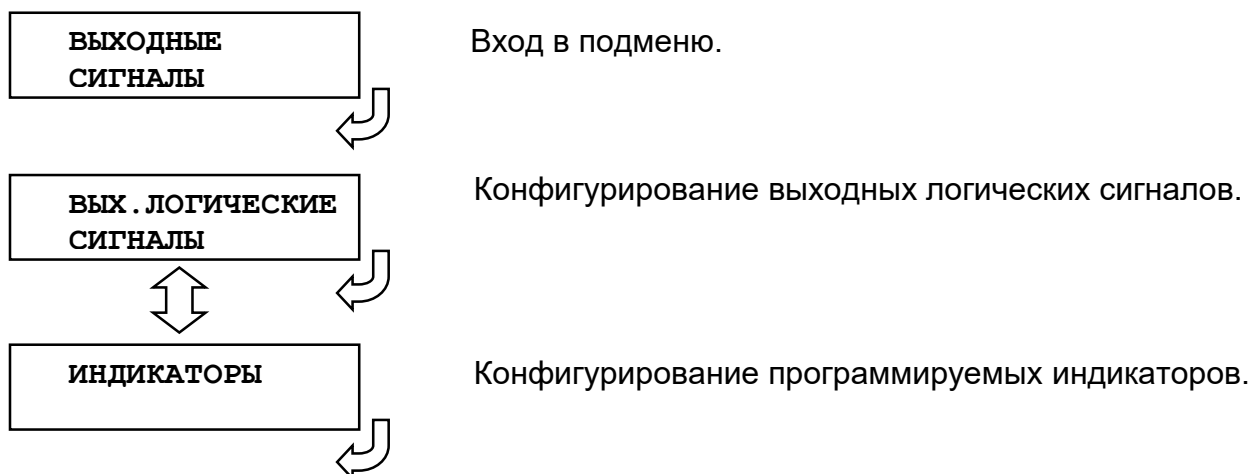 ВЫХОДНЫЕ
СИГНАЛЫ
Вход в подменю.
ВЫХ.ЛОГИЧЕСКИЕ
СИГНАЛЫ
Конфигурирование выходных логических сигналов.
ИНДИКАТОРЫ
Конфигурирование программируемых индикаторов.